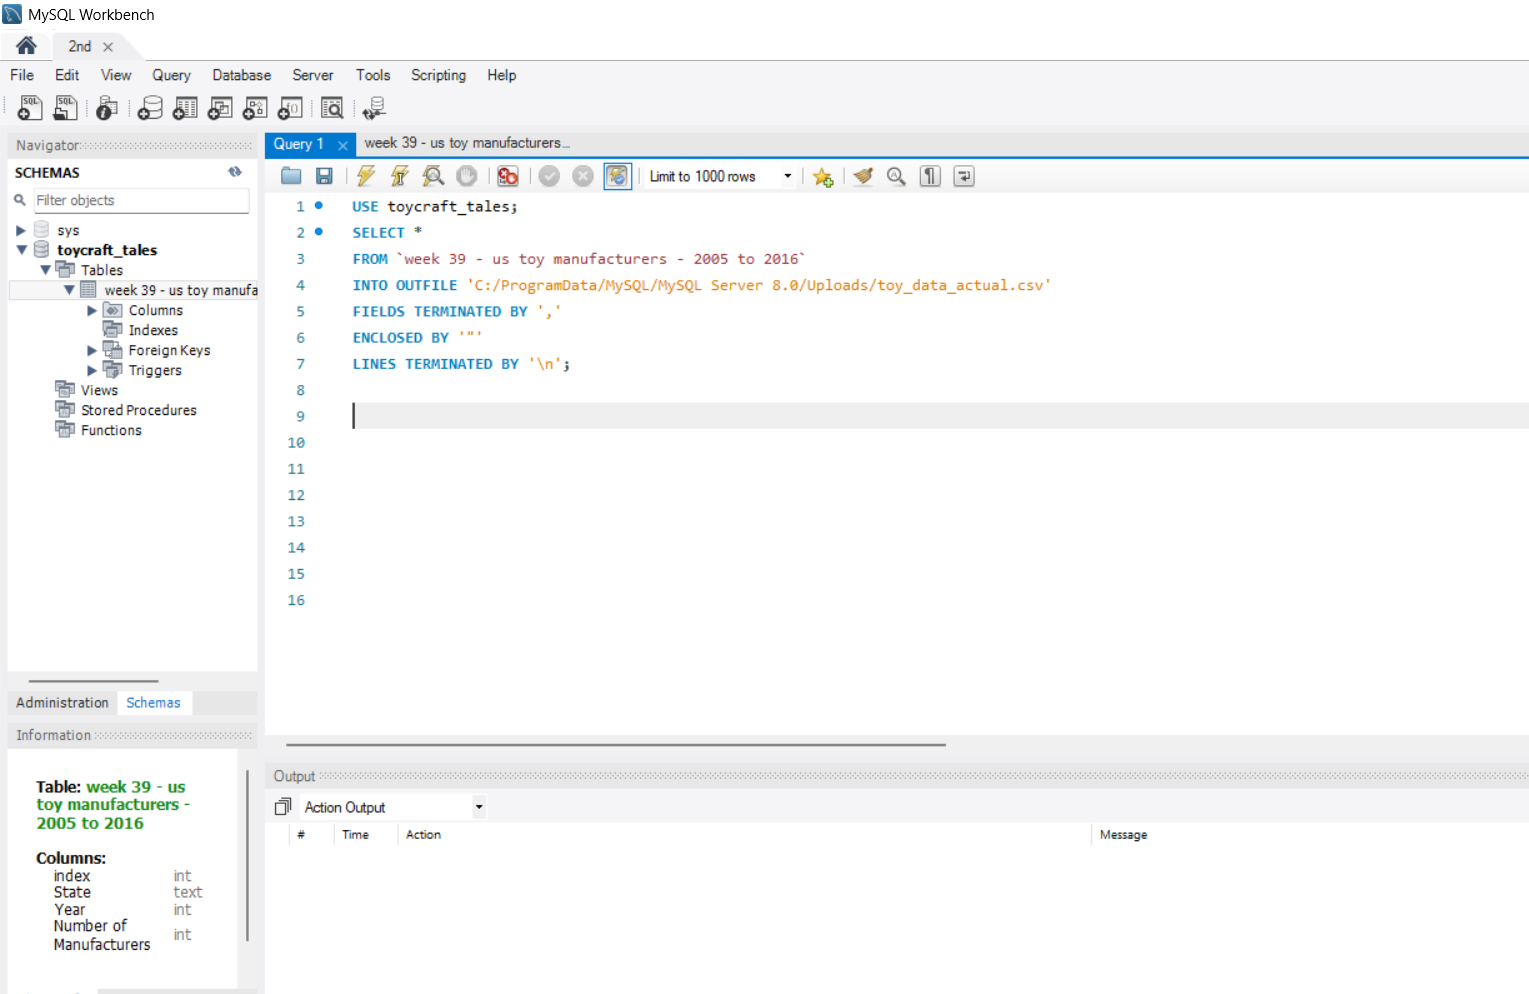 MySQL Workbench
2nd
File Edit View Query Database Server Tools Scripting Help
Navigator
SCHEMAS
Filter objects
sys
toycraft_tales
Tables
week 39 - us toy manufa
Columns
Indexes
Foreign Keys
Triggers
Views
Stored Procedures
Functions
Administration Schemas
Information
Table: week 39 - us
toy manufacturers -
2005 to 2016
Columns:
index int
State text
Year int
Number of
Manufacturers int
Query 1 week 39 - us toy manufacturers...
Limit to 1000 rows
1 USE toycraft_tales;
2 SELECT *
3 FROM `week 39 - us toy manufacturers - 2005 to 2016`
4 INTO OUTFILE 'C:/ProgramData/MySQL/MySQL Server 8.0/Uploads/toy_data_actual.csv'
5 FIELDS TERMINATED BY ','
6 ENCLOSED BY '"'
7 LINES TERMINATED BY '\n';
8
9
10
11
12
13
14
15
16
Output
Action Output
# Time Action Message